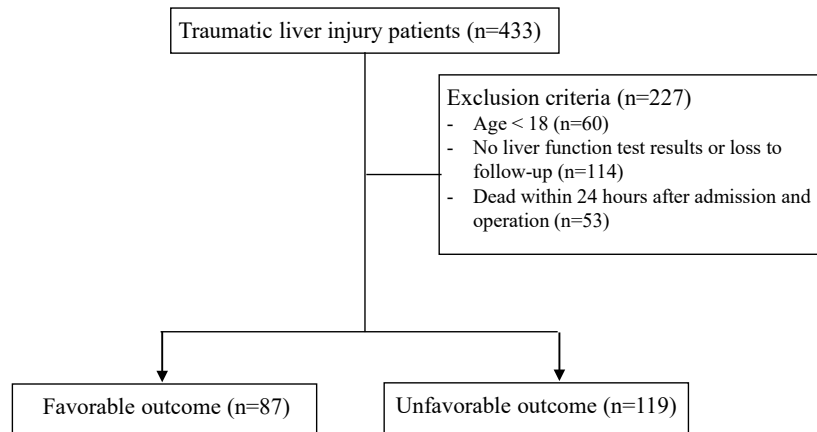 Traumatic liver injury patients (n=433)
Exclusion criteria (n=227)
- Age < 18 (n=60)
- No liver function test results or loss to
follow-up (n=114)
- Dead within 24 hours after admission and
operation (n=53)
Favorable outcome (n=87)
Unfavorable outcome (n=119)